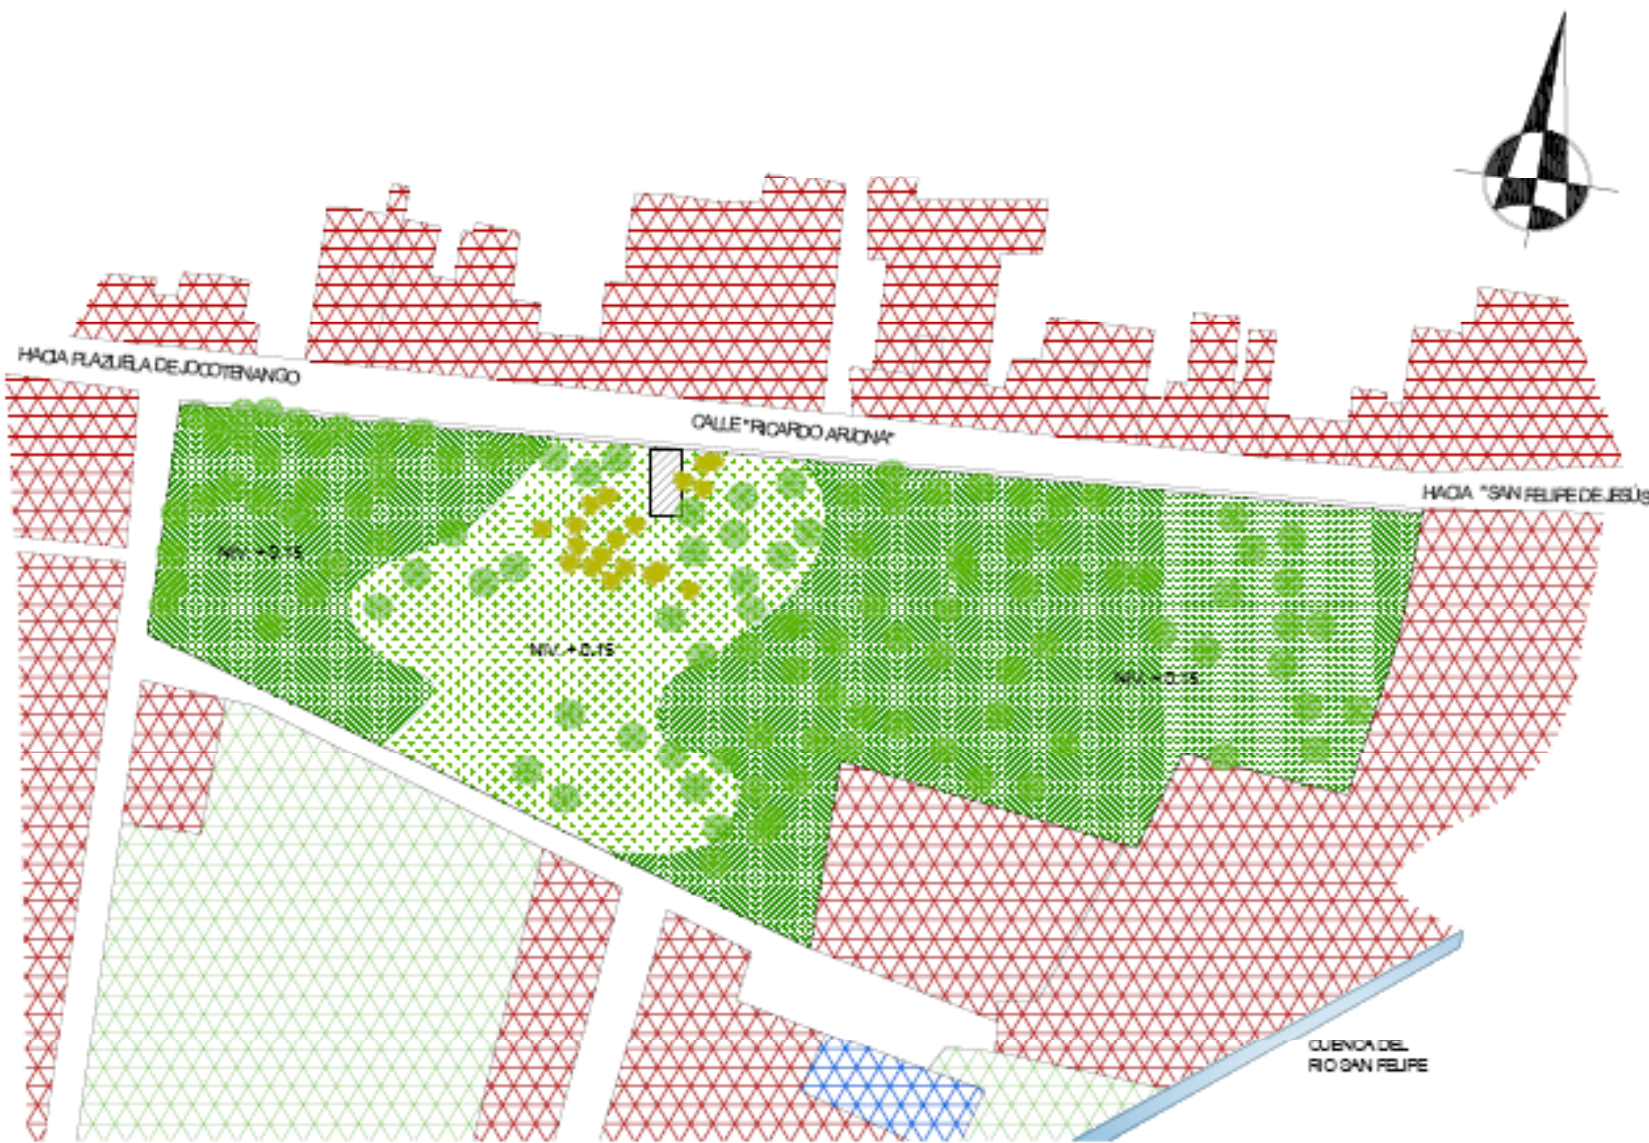 HACIA PLAZUELA DE JOCOTENANGO
CALLE "RICARDO ARJONA"
HACIA "SAN FELIPE DE JESÚS
NIV. + 0.15
NIV. + 0.15
NIV. + 0.15
CUENCA DEL
RIO SAN FELIPE